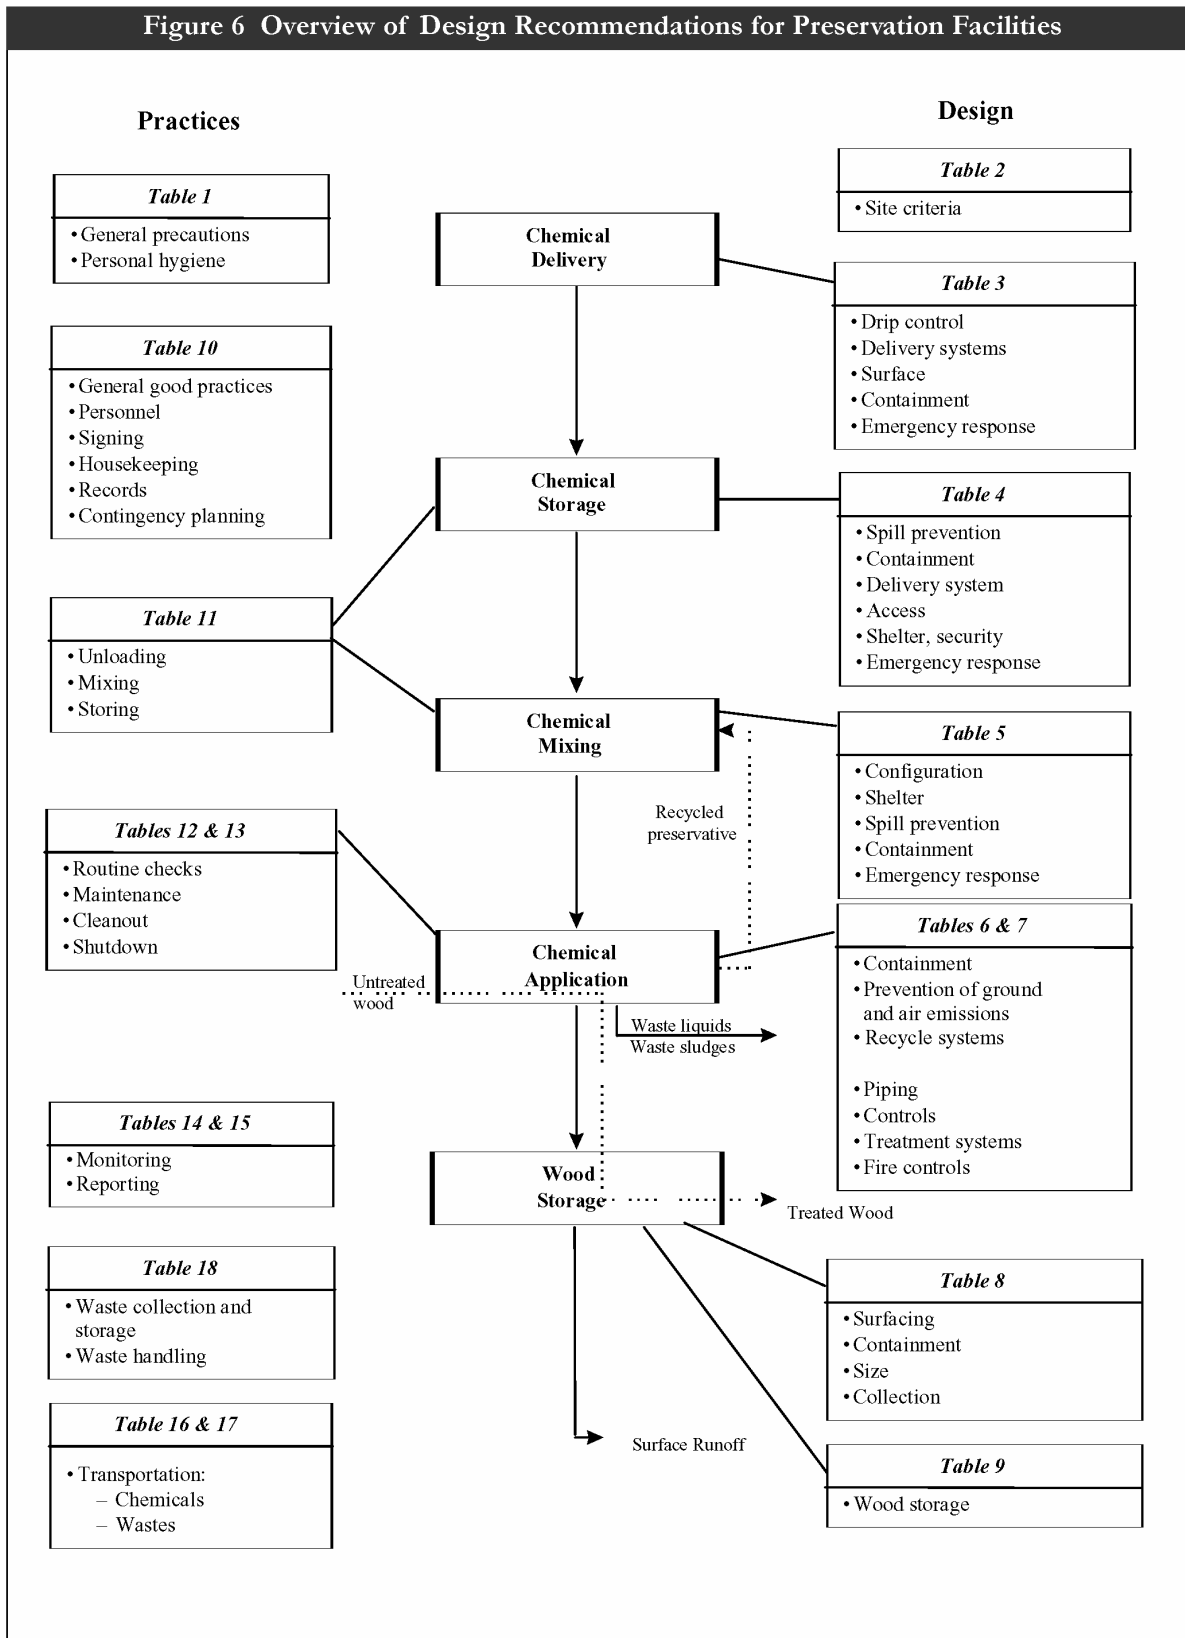 Figure 6  Overview of Design Recommendations for Preservation Facilities
Practices
Table 1
• General precautions
• Personal hygiene
Table 10
• General good practices
• Personnel
• Signing
• Housekeeping
• Records
• Contingency planning
Table 11
• Unloading
• Mixing
• Storing
Tables 12 & 13
• Routine checks
• Maintenance
• Cleanout
• Shutdown
Tables 14 & 15
• Monitoring
• Reporting
Table 18
• Waste collection and
storage
• Waste handling
Table 16 & 17
• Transportation:
– Chemicals
– Wastes
Chemical
Delivery
Chemical
Storage
Chemical
Mixing
Recycled
preservative
Chemical
Application
Untreated
wood
Waste liquids
Waste sludges
Wood
Storage
Treated Wood
Surface Runoff
Design
Table 2
• Site criteria
Table 3
• Drip control
• Delivery systems
• Surface
• Containment
• Emergency response
Table 4
• Spill prevention
• Containment
• Delivery system
• Access
• Shelter, security
• Emergency response
Table 5
• Configuration
• Shelter
• Spill prevention
• Containment
• Emergency response
Tables 6 & 7
• Containment
• Prevention of ground
and air emissions
• Recycle systems
• Piping
• Controls
• Treatment systems
• Fire controls
Table 8
• Surfacing
• Containment
• Size
• Collection
Table 9
• Wood storage